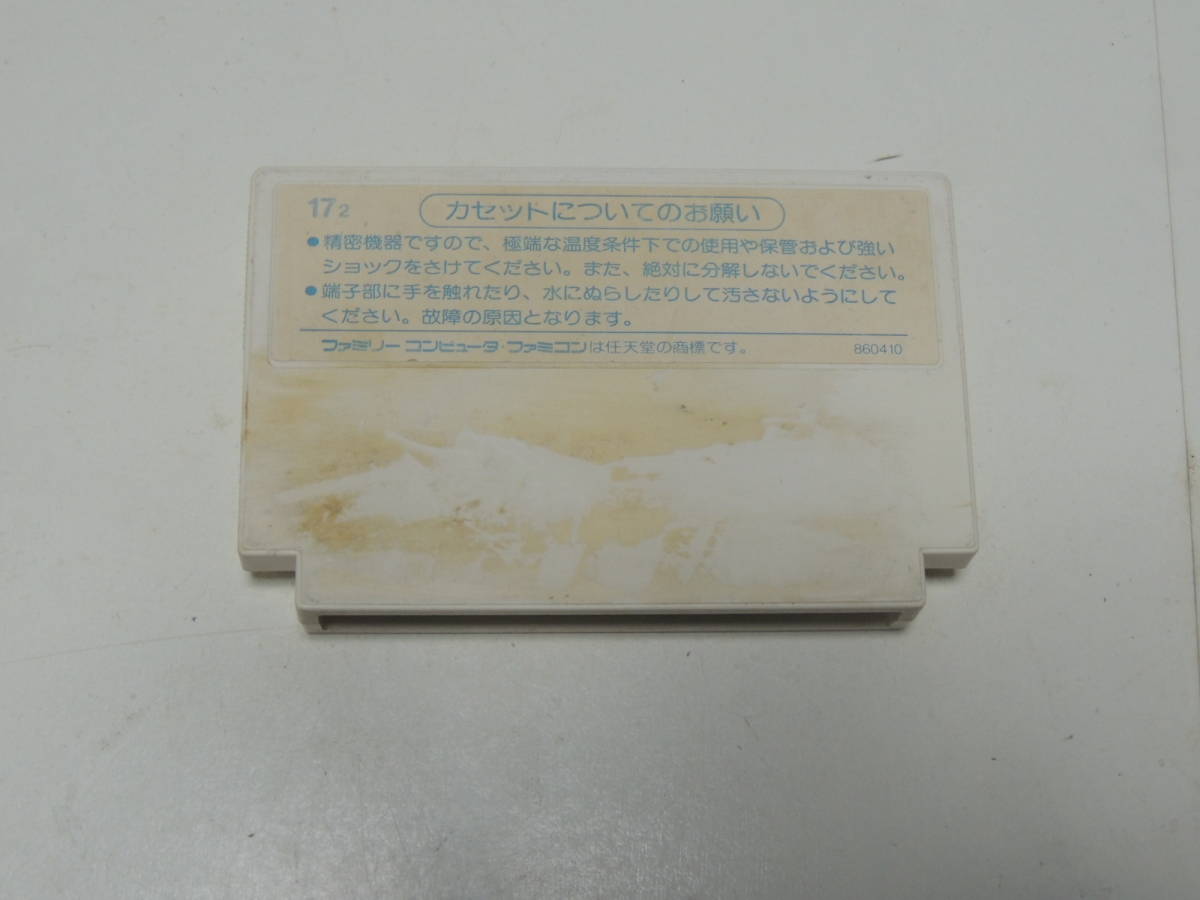 172
カセットについてのお願い
●精密機器ですので、極端な温度条件下での使用や保管および強い
ショックをさけてください。また、絶対に分解しないでください。
●端子部に手を触れたり、水にぬらしたりして汚さないようにして
ください。故障の原因となります。
ファミリー コンピュータ・ファミコンは任天堂の商標です。
860410